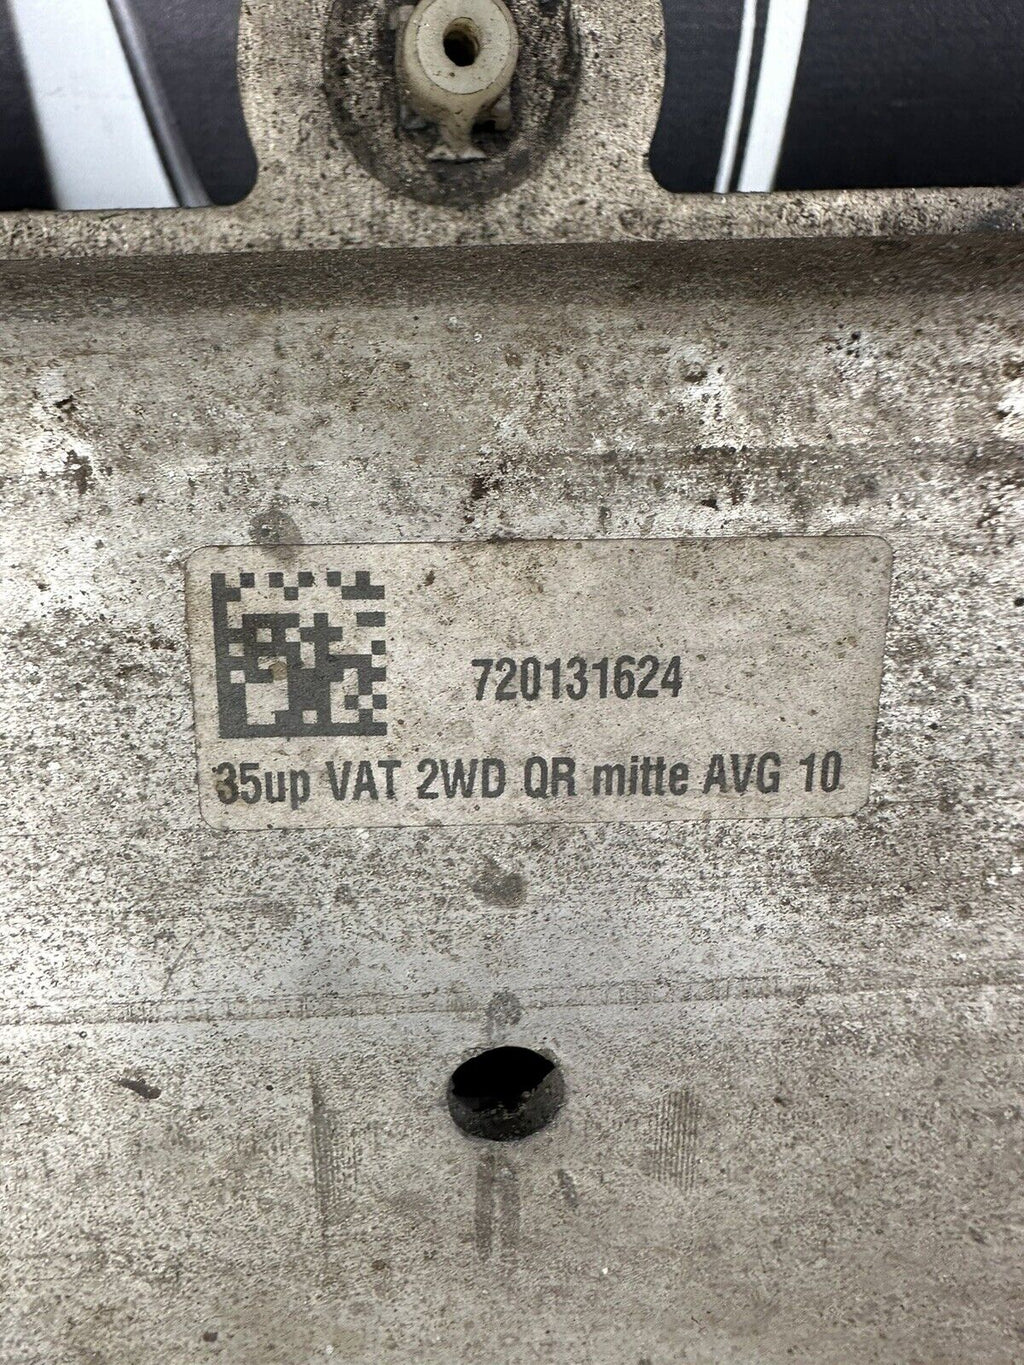 720131624
35up VAT 2WD QR mitte AVG 10